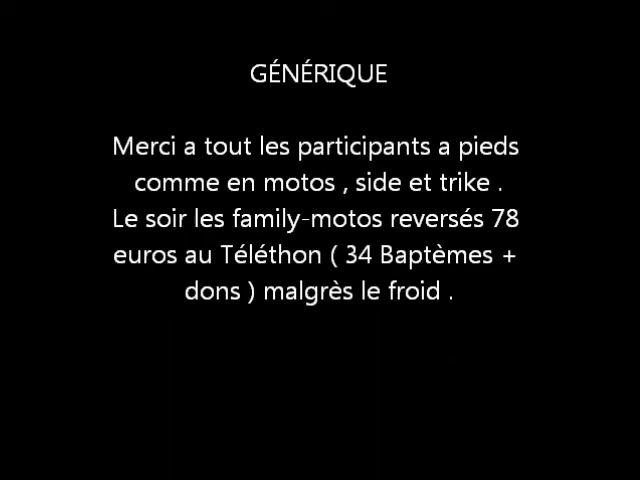 GÉNÉRIQUE
Merci a tout les participants a pieds
comme en motos , side et trike .
Le soir les family-motos reversés 78
euros au Téléthon ( 34 Baptèmes +
dons ) malgrès le froid .